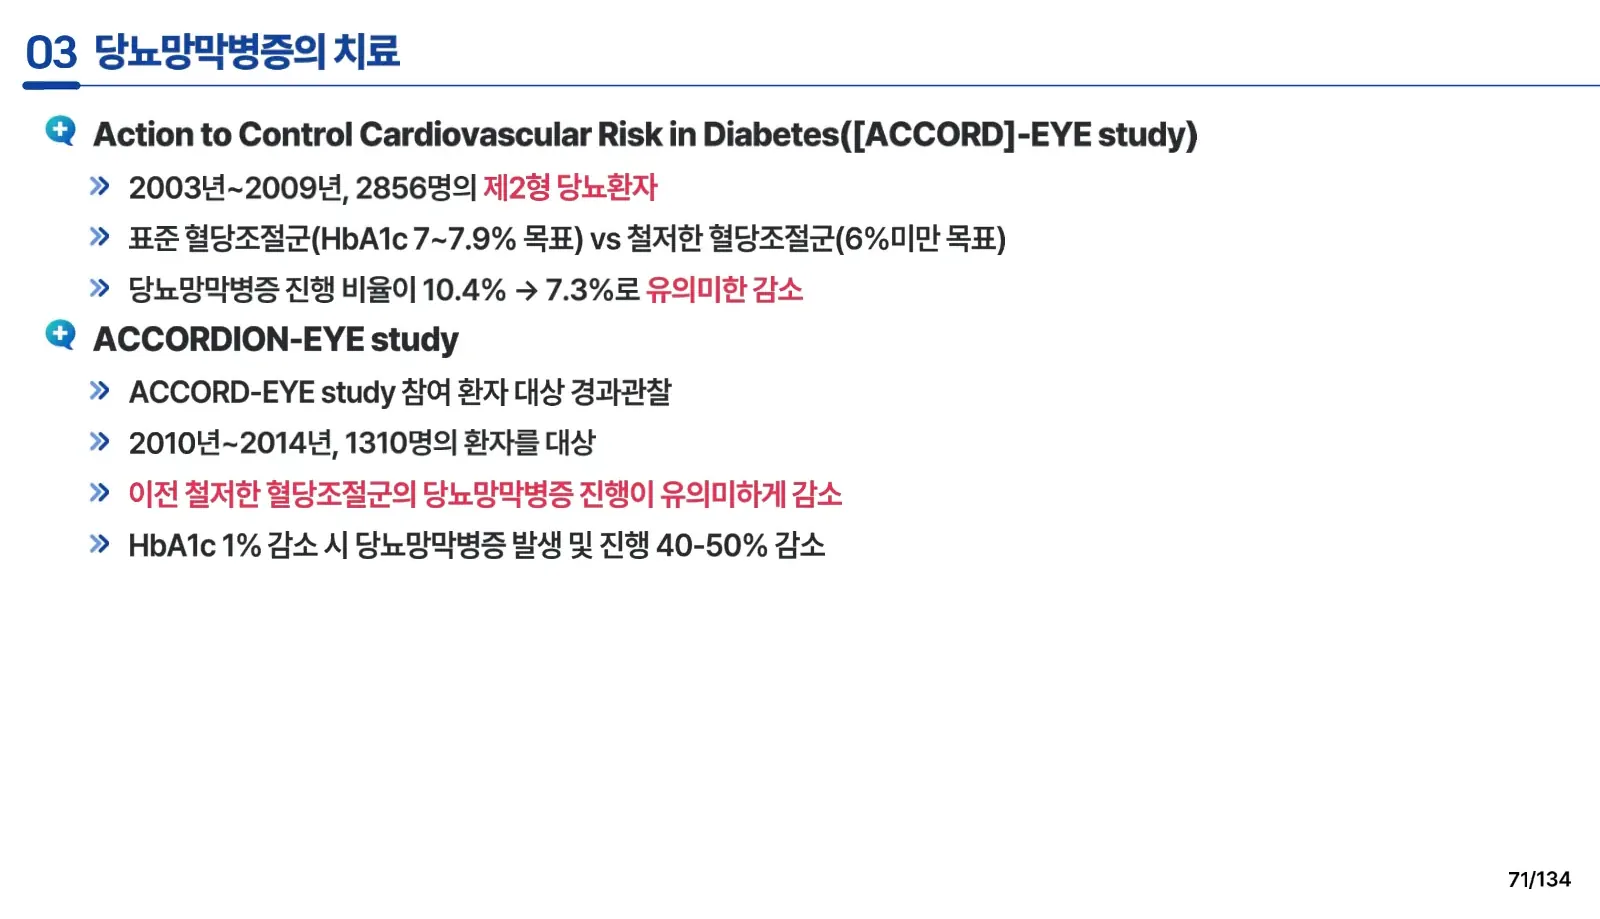 03 당뇨망막병증의 치료
Action to Control Cardiovascular Risk in Diabetes([ACCORD]-EYE study)
2003년~2009년, 2856명의 제2형 당뇨환자
표준 혈당조절군(HbA1c 7~7.9% 목표) vs 철저한 혈당조절군(6%미만 목표)
당뇨망막병증 진행 비율이 10.4% → 7.3%로 유의미한 감소
ACCORDION-EYE study
ACCORD-EYE study 참여 환자 대상 경과관찰
2010년~2014년, 1310명의 환자를 대상
이전 철저한 혈당조절군의 당뇨망막병증 진행이 유의미하게 감소
HbA1c 1% 감소 시 당뇨망막병증 발생 및 진행 40-50% 감소
71/134